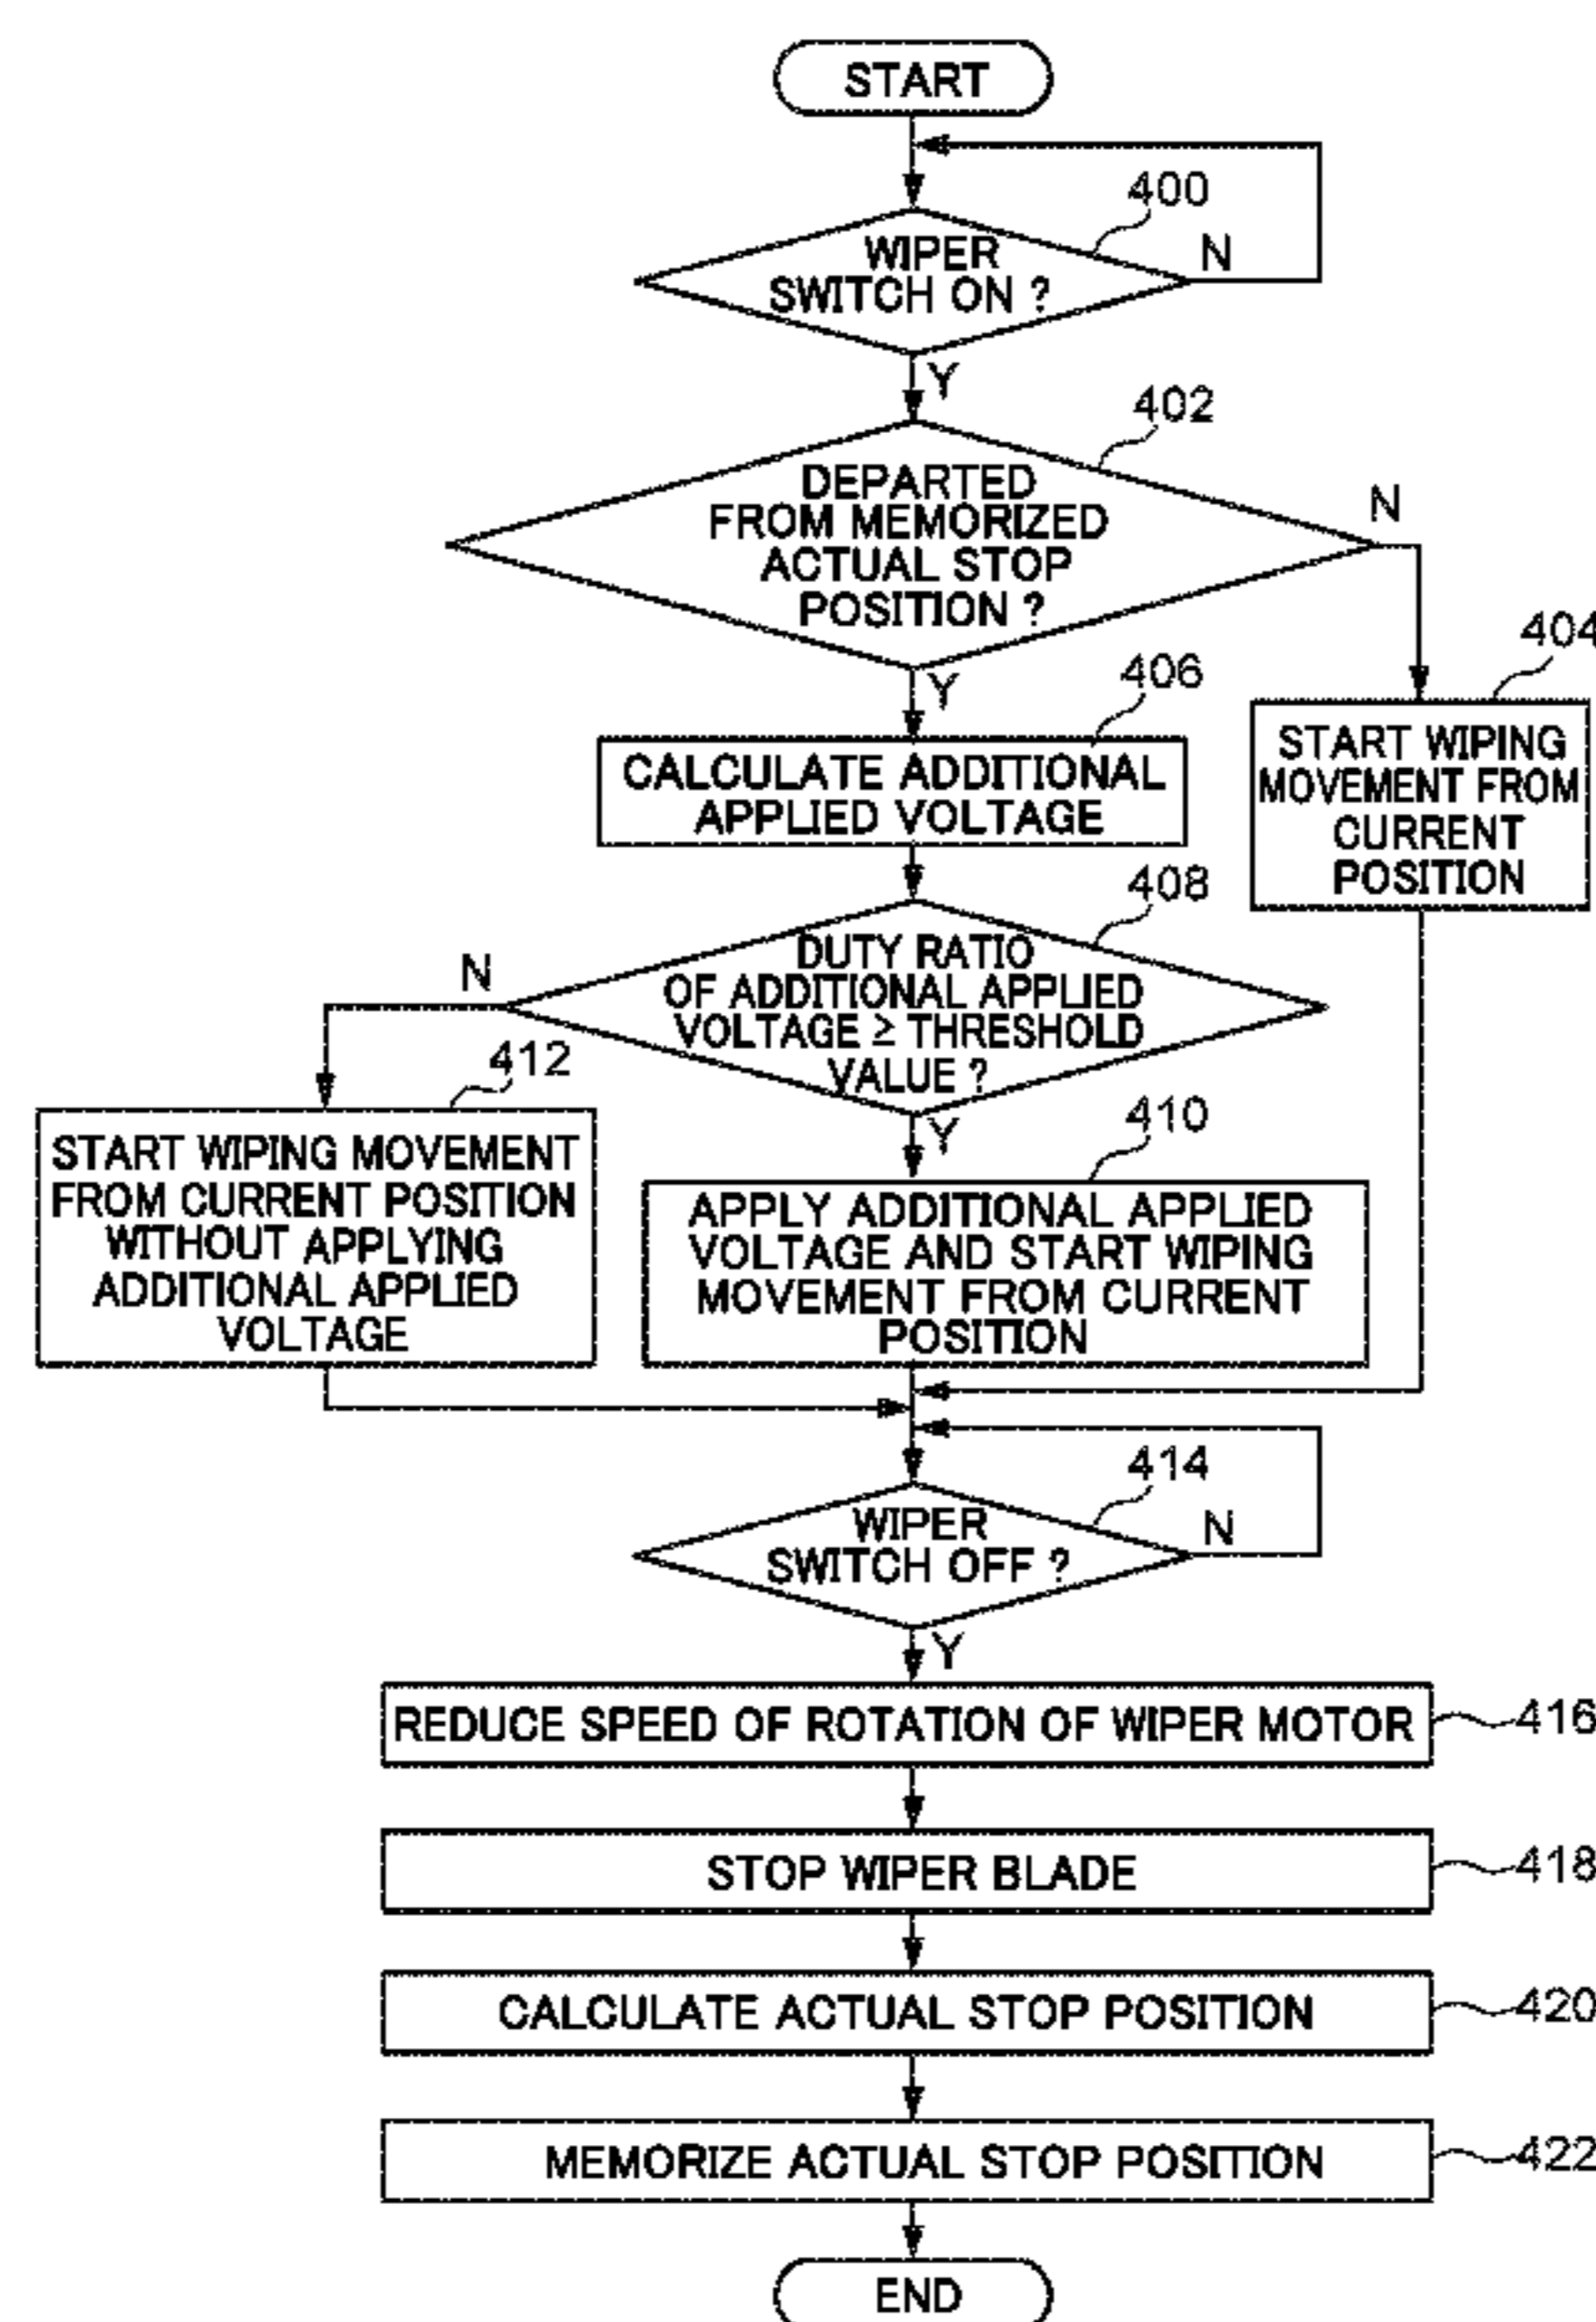 START
400
WIPER
SWITCH ON ?
N
Y
402
DEPARTED
FROM MEMORIZED
ACTUAL STOP
POSITION ?
N
Y
404
START WIPING
MOVEMENT FROM
CURRENT
POSITION
406
CALCULATE ADDITIONAL
APPLIED VOLTAGE
408
DUTY RATIO
OF ADDITIONAL APPLIED
VOLTAGE ≥ THRESHOLD
VALUE ?
N
Y
412
START WIPING MOVEMENT
FROM CURRENT POSITION
WITHOUT APPLYING
ADDITIONAL APPLIED
VOLTAGE
410
APPLY ADDITIONAL APPLIED
VOLTAGE AND START WIPING
MOVEMENT FROM CURRENT
POSITION
414
WIPER
SWITCH OFF ?
N
Y
REDUCE SPEED OF ROTATION OF WIPER MOTOR
416
STOP WIPER BLADE
418
CALCULATE ACTUAL STOP POSITION
420
MEMORIZE ACTUAL STOP POSITION
422
END